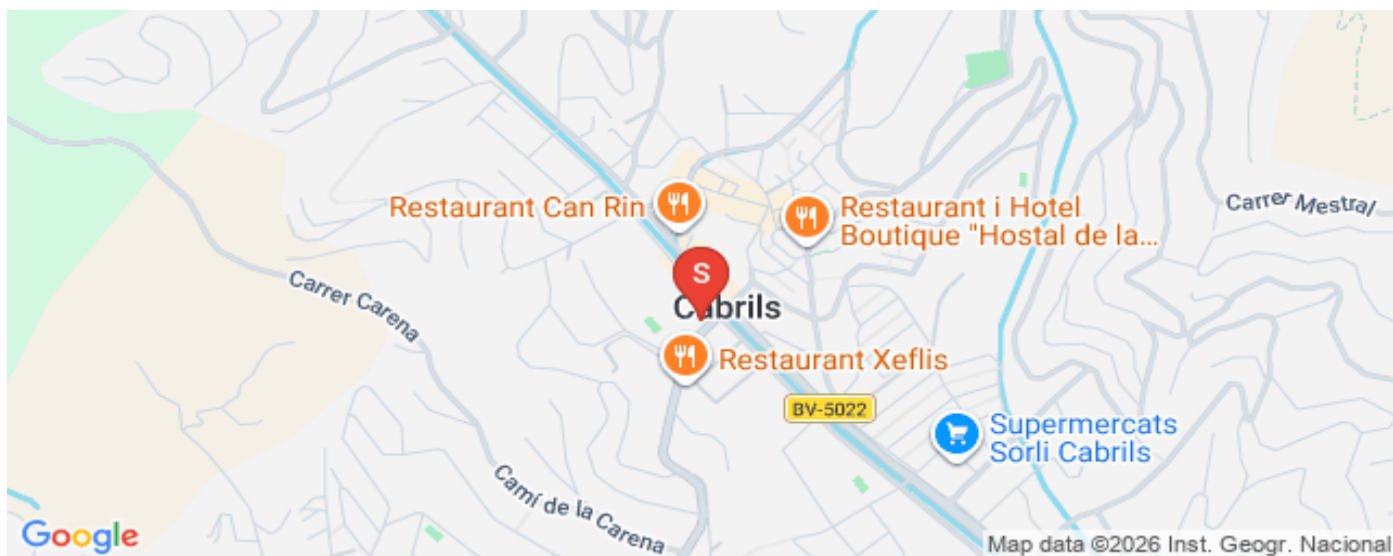 Restaurant Can Rin
Restaurant i Hotel
Boutique "Hostal de la...
Carrer Mestral
S
Carrer Carena
Cabrils
Restaurant Xeflis
BV-5022
Supermercats
Sorli Cabrils
Camí de la Carena
Google
Map data ©2026 Inst. Geogr. Nacional